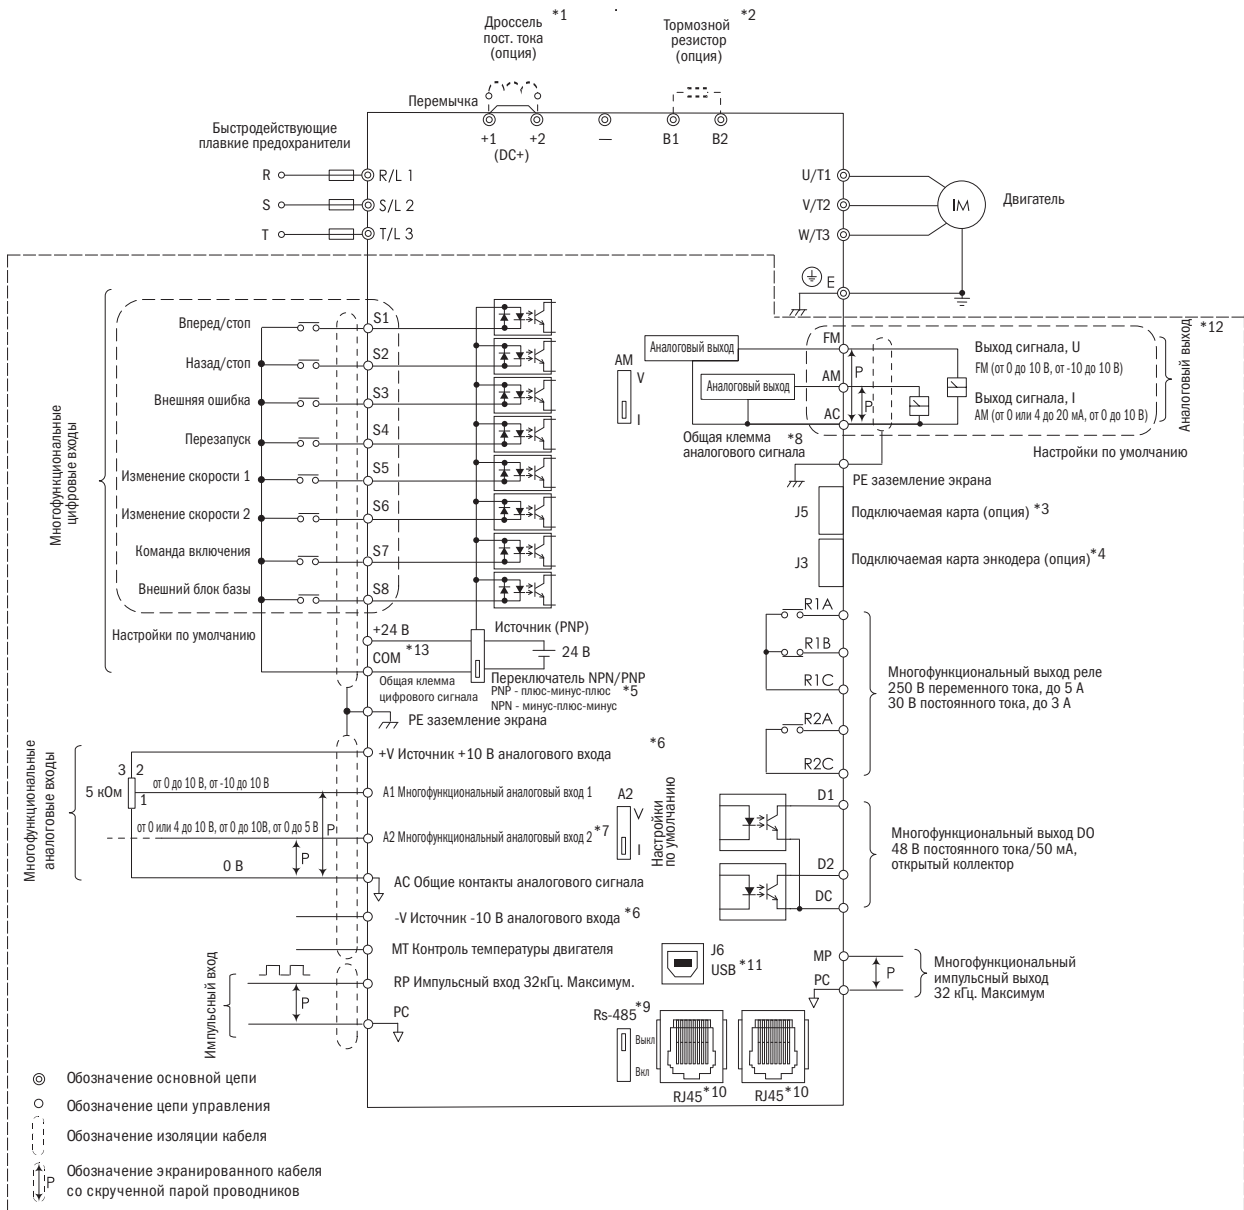 Дроссель
пост. тока
(опция)
*1
Тормозной
резистор
(опция)
*2
Перемычка
+1
+2
—
B1
B2
(DC+)
Быстродействующие
плавкие предохранители
R
R/L 1
S
S/L 2
T
T/L 3
U/T1
V/T2
W/T3
IM
Двигатель
E
Многофункциональные
цифровые входы
Вперед/стоп
S1
Назад/стоп
S2
Внешняя ошибка
S3
Перезапуск
S4
Изменение скорости 1
S5
Изменение скорости 2
S6
Команда включения
S7
Внешний блок базы
S8
Настройки по умолчанию
+24 В
COM
*13
Общая клемма
цифрового сигнала
Источник (PNP)
24 В
Переключатель NPN/PNP
PNP - плюс-минус-плюс
NPN - минус-плюс-минус
*5
PE заземление экрана
AM
V
I
Аналоговый выход
Аналоговый выход
FM
AM
AC
P
P
Общая клемма
аналогового сигнала
*8
Выход сигнала, U
FM (от 0 до 10 В, от -10 до 10 В)
Выход сигнала, I
AM (от 0 или 4 до 20 мА, от 0 до 10 В)
Аналоговый выход
*12
Настройки по умолчанию
PE заземление экрана
J5
Подключаемая карта (опция) *3
J3
Подключаемая карта энкодера (опция) *4
R1A
R1B
R1C
R2A
R2C
Многофункциональный выход реле
250 В переменного тока, до 5 А
30 В постоянного тока, до 3 А
Многофункциональные
аналоговые входы
+V Источник +10 В аналогового входа
*6
3
2
1
5 кОм
от 0 до 10 В, от -10 до 10 В
A1 Многофункциональный аналоговый вход 1
от 0 или 4 до 10 В, от 0 до 10В, от 0 до 5 В
P
P
A2 Многофункциональный аналоговый вход 2 *7
A2
V
I
Настройки
по умолчанию
0 В
AC Общие контакты аналогового сигнала
-V Источник -10 В аналогового входа *6
MT Контроль температуры двигателя
D1
D2
DC
Многофункциональный выход DO
48 В постоянного тока/50 мА,
открытый коллектор
Импульсный вход
P
RP Импульсный вход 32кГц. Максимум.
PC
J6
USB *11
MP
PC
P
Многофункциональный
импульсный выход
32 кГц. Максимум
Rs-485 *9
Выкл
Вкл
RJ45 *10
RJ45 *10
Обозначение основной цепи
Обозначение цепи управления
Обозначение изоляции кабеля
P
Обозначение экранированного кабеля
со скрученной парой проводников